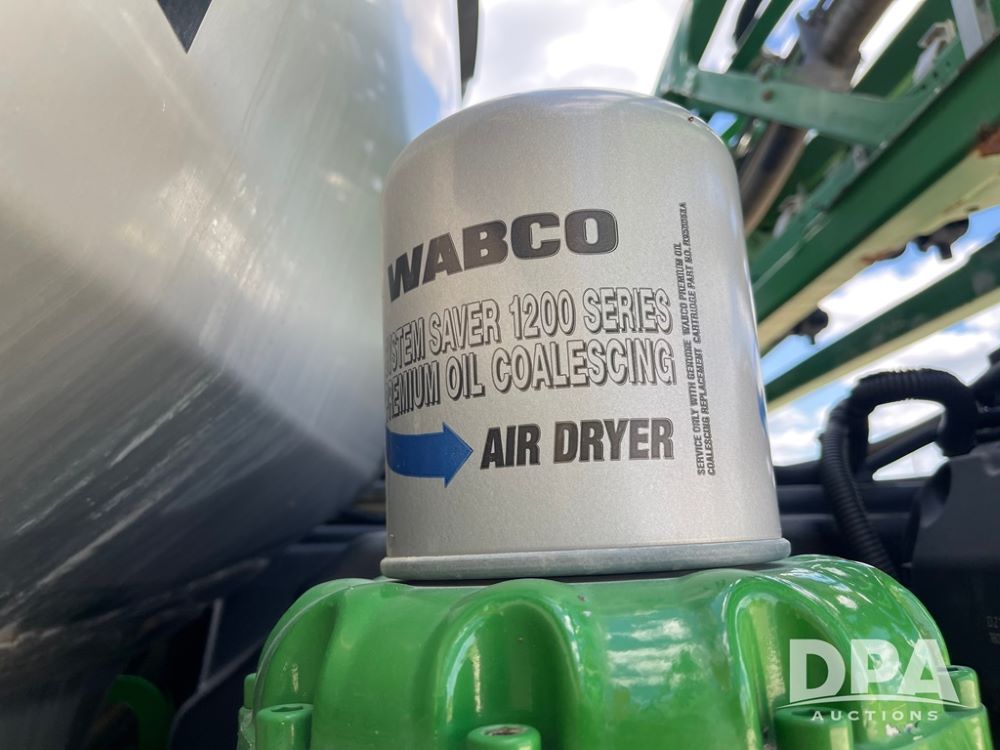 WABCO
STEM SAVER 1200 SERIES
REMIUM OIL COALESCING
AIR DRYER
SERVICE ONLY WITH GENUINE WABCO PREMIUM OIL
COALESCING REPLACEMENT CARTRIDGE PART NO.
DPA
AUCTIONS